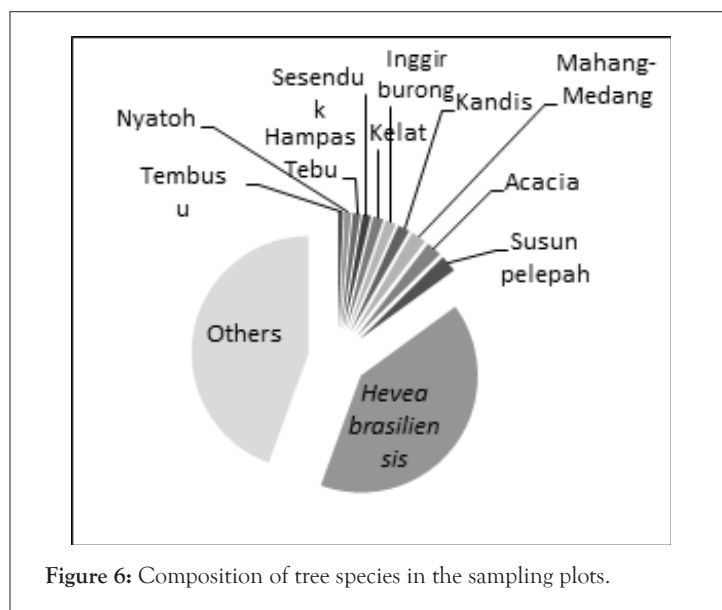 Inggir
burong
Mahang-
Medang
Sesendu
k
Kandis
Nyatoh
Hampas
Tebu
Kelat
Tembus
u
Acacia
Susun
pelepah
Others
Hevea
brasilien
sis
Figure 6: Composition of tree species in the sampling plots.